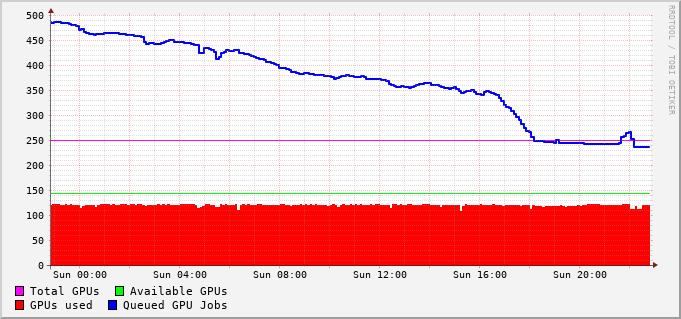 RRDTOOL / TOBI OETIKER
500
450
400
350
300
250
200
150
100
50
0
Sun 00:00 Sun 04:00 Sun 08:00 Sun 12:00 Sun 16:00 Sun 20:00
Total GPUs Available GPUs
GPUs used Queued GPU Jobs